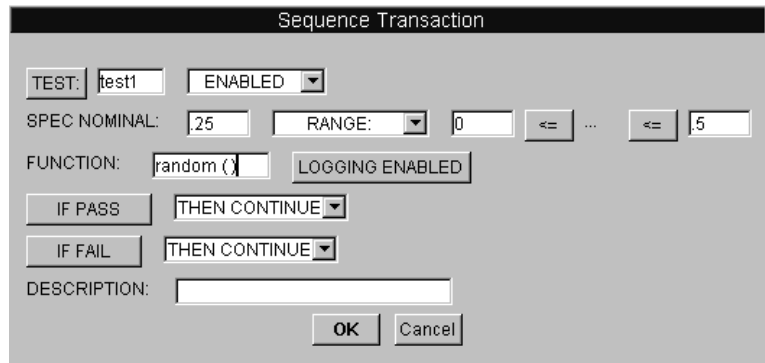 Sequence Transaction
TEST: test1 ENABLED
SPEC NOMINAL: .25 RANGE: 0 <= ... <= .5
FUNCTION: random () LOGGING ENABLED
IF PASS THEN CONTINUE
IF FAIL THEN CONTINUE
DESCRIPTION:
OK Cancel